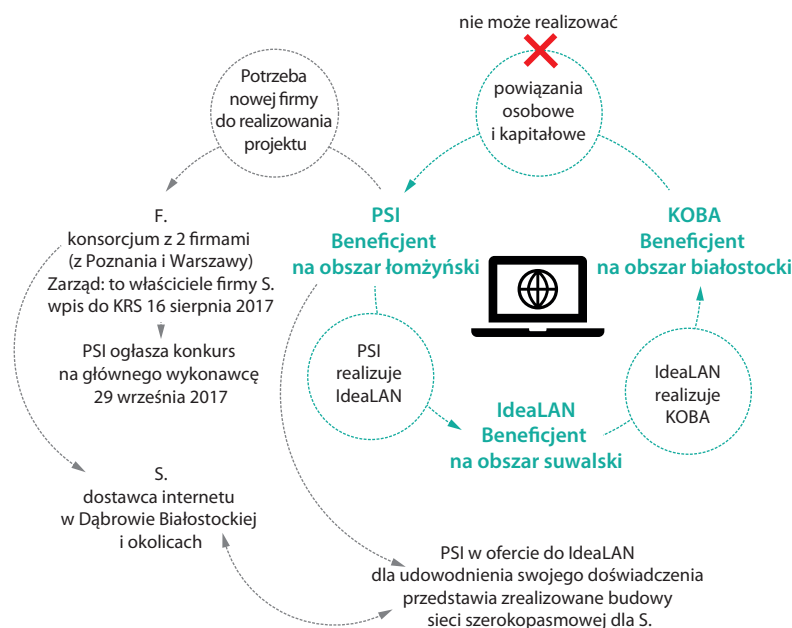 nie może realizować
powiązania
osobowe
i kapitałowe
Potrzeba
nowej firmy
do realizowania
projektu
F.
konsorcjum z 2 firmami
(z Poznania i Warszawy)
Zarząd: to właściciele firmy S.
wpis do KRS 16 sierpnia 2017
PSI ogłasza konkurs
na głównego wykonawcę
29 września 2017
PSI
Beneficjent
na obszar łomżyński
KOBA
Beneficjent
na obszar białostocki
PSI
realizuje
IdeaLAN
IdeaLAN
realizuje
KOBA
IdeaLAN
Beneficjent
na obszar suwalski
S.
dostawca internetu
w Dąbrowie Białostockiej
i okolicach
PSI w ofercie do IdeaLAN
dla udowodnienia swojego doświadczenia
przedstawia zrealizowane budowy
sieci szerokopasmowej dla S.